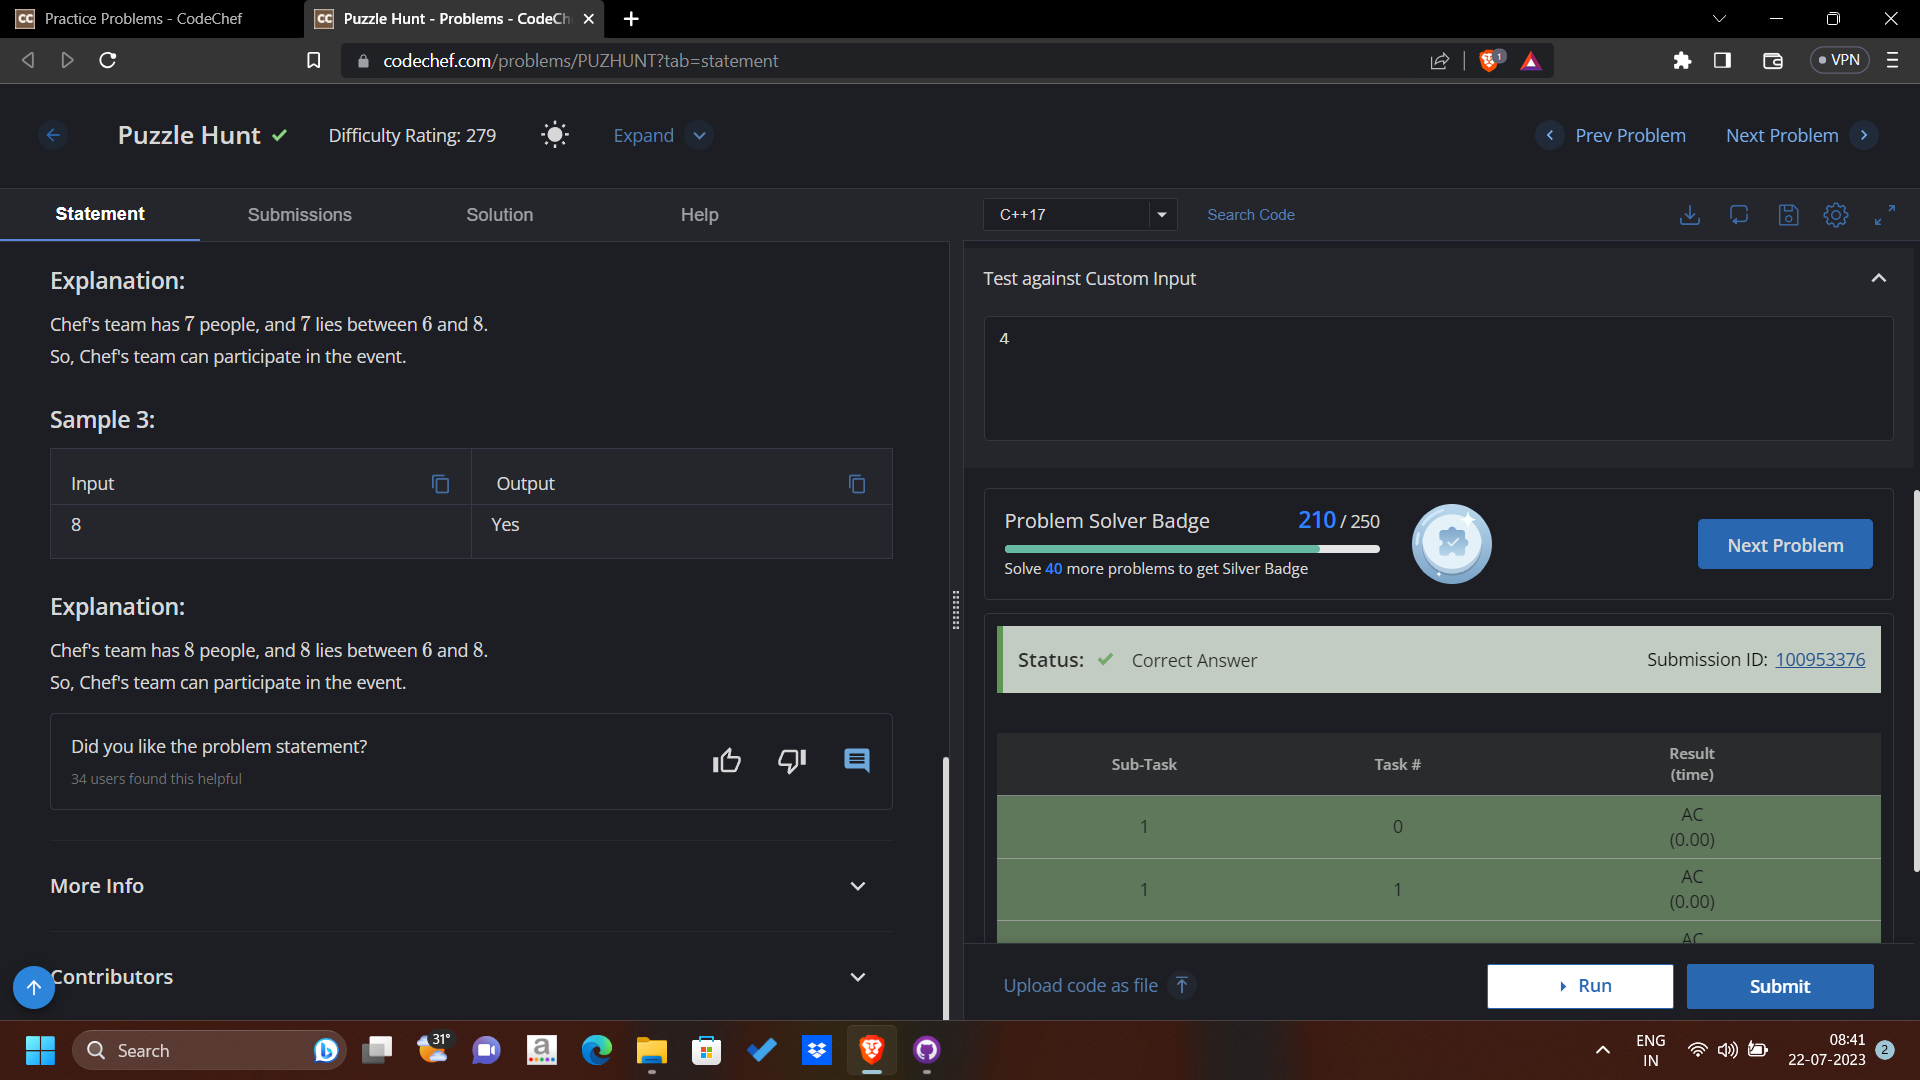 Practice Problems - CodeChef
Puzzle Hunt - Problems - CodeCh
codechef.com/problems/PUZHUNT?tab=statement
1
VPN
Puzzle Hunt
Difficulty Rating: 279
Expand
Prev Problem
Next Problem
Statement
Submissions
Solution
Help
C++17
Search Code
Explanation:
Chef's team has 7 people, and 7 lies between 6 and 8.
So, Chef's team can participate in the event.
Sample 3:
Input
Output
8
Yes
Explanation:
Chef's team has 8 people, and 8 lies between 6 and 8.
So, Chef's team can participate in the event.
Did you like the problem statement?
34 users found this helpful
More Info
Contributors
Test against Custom Input
4
Problem Solver Badge
210 / 250
Solve 40 more problems to get Silver Badge
Next Problem
Status: Correct Answer
Submission ID: 100953376
Sub-Task
Task #
Result
(time)
1
0
AC
(0.00)
1
1
AC
(0.00)
AC
Upload code as file
Run
Submit
Search
31°
a
ENG
IN
08:41
22-07-2023
2